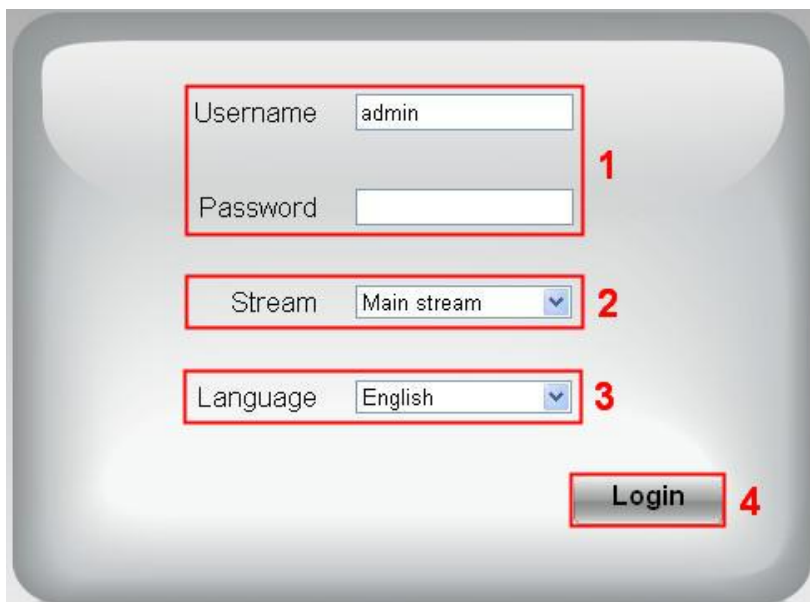 Username admin
1
Password
Stream Main stream 2
Language English 3
Login 4